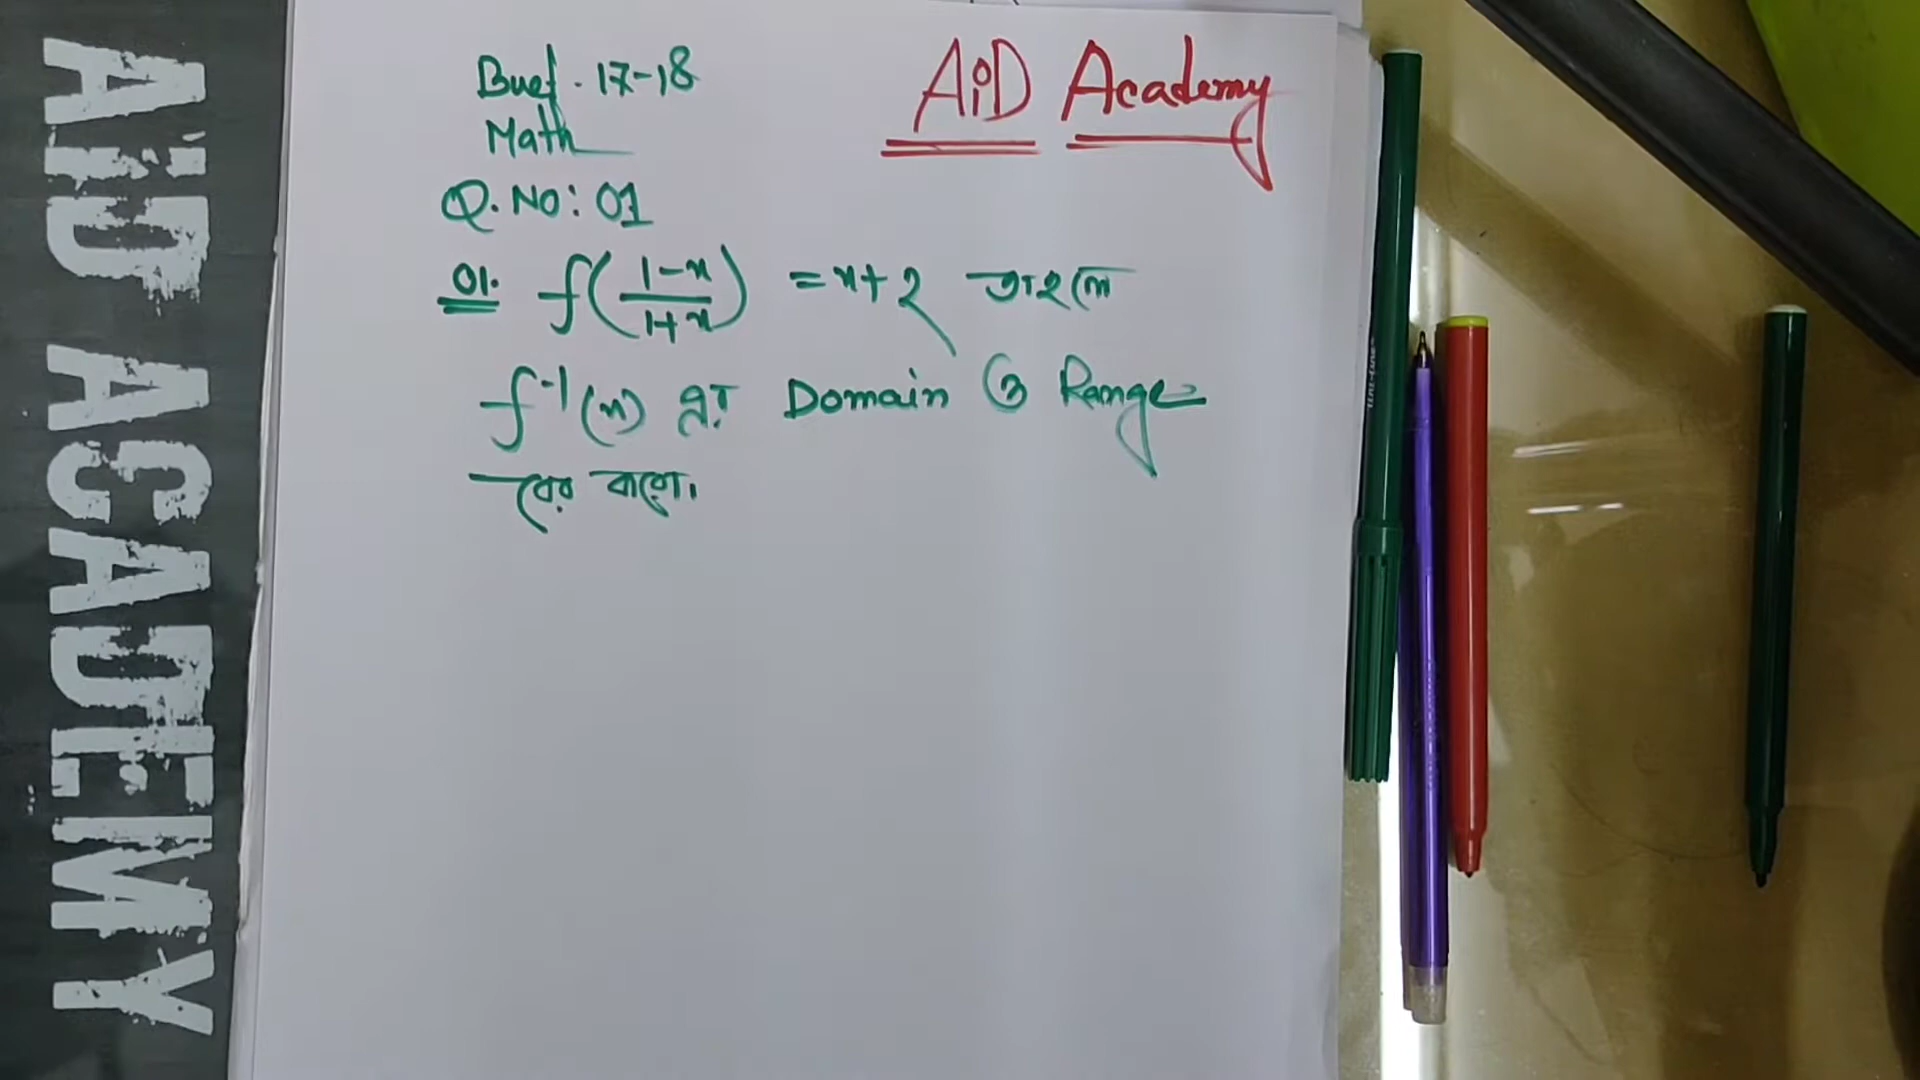 AID ACADEMY
Buet. 17-18
AiD Academy
Math
Q. No: 01
01. f((1-x)/(1+x)) = x+2 তাহলে
f⁻¹(x) এর Domain ও Range
বের করো।